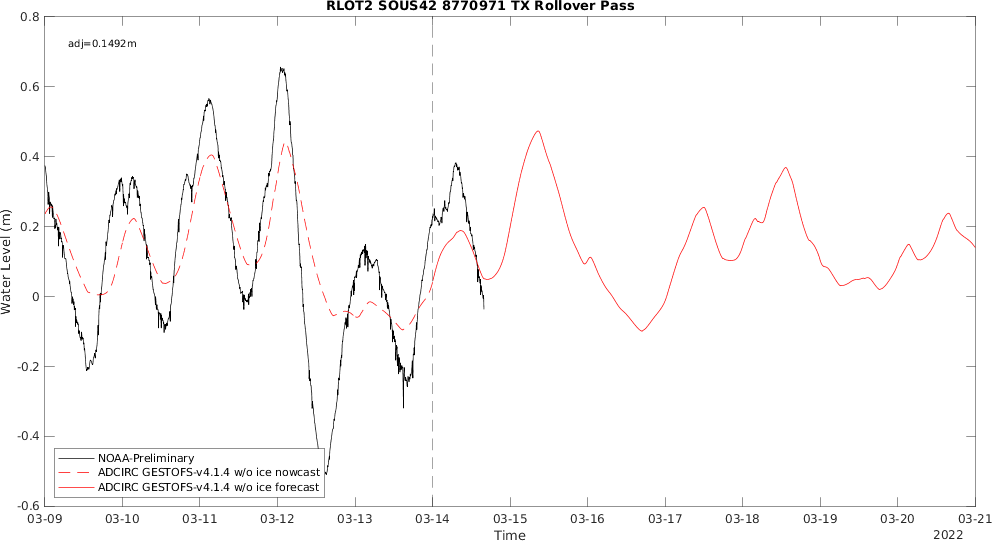 RLOT2 SOUS42 8770971 TX Rollover Pass
adj=0.1492m
Water Level (m)
0.8
0.6
0.4
0.2
0
-0.2
-0.4
-0.6
NOAA-Preliminary
ADCIRC GESTOFS-v4.1.4 w/o ice nowcast
ADCIRC GESTOFS-v4.1.4 w/o ice forecast
03-09 03-10 03-11 03-12 03-13 03-14 03-15 03-16 03-17 03-18 03-19 03-20 03-21
Time
2022